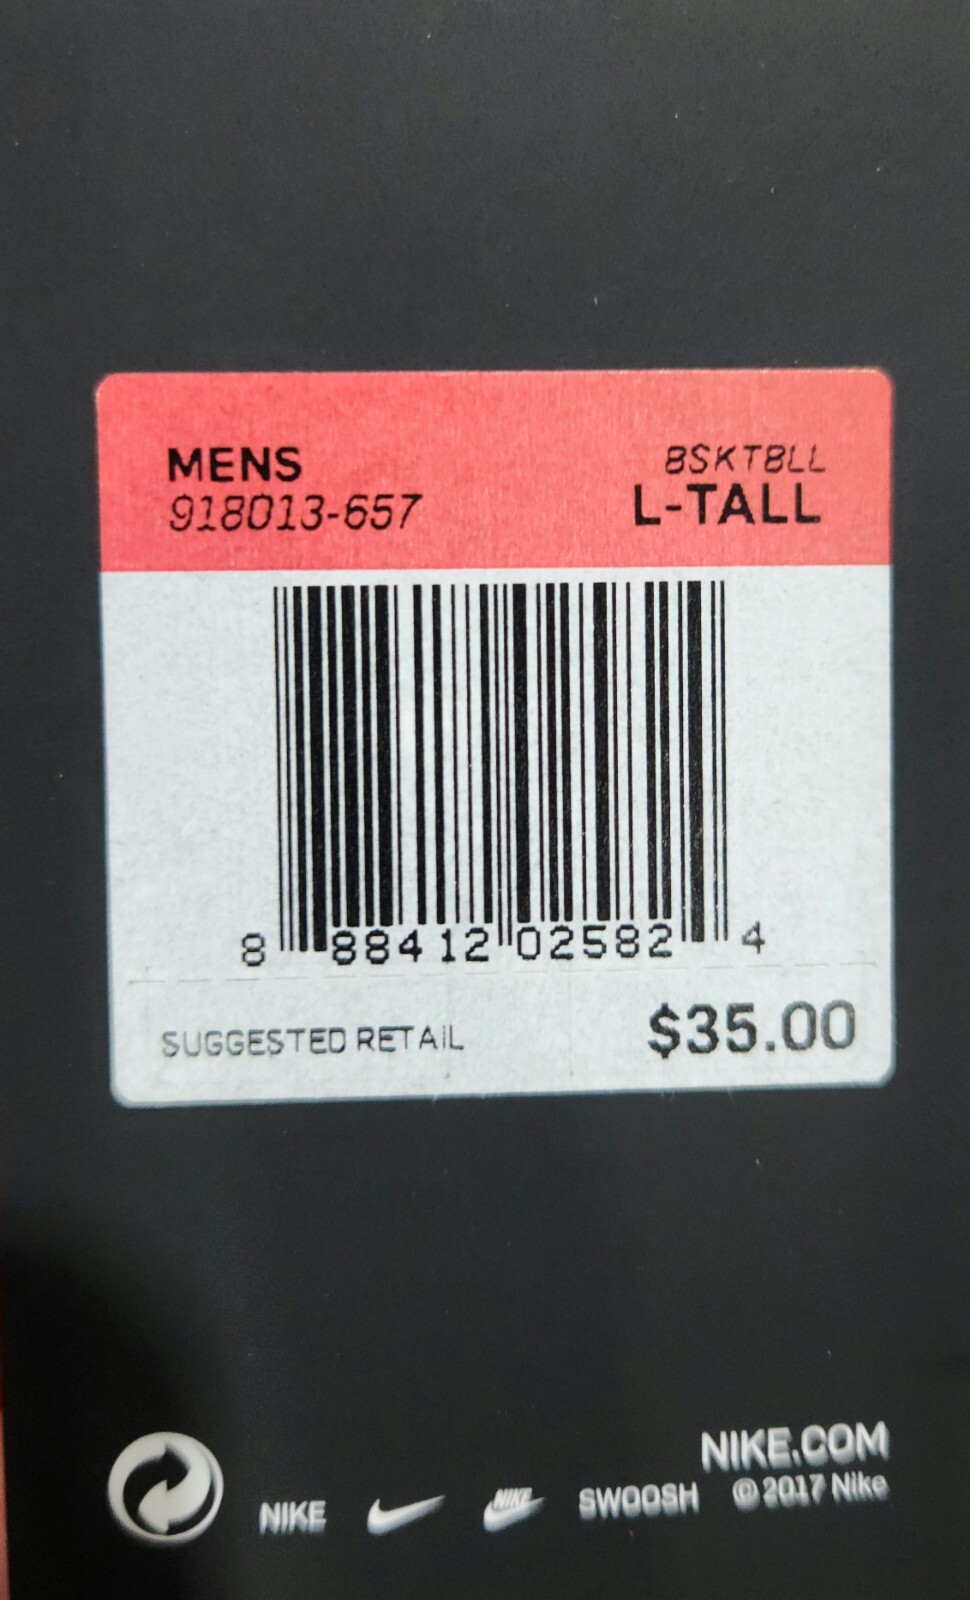 MENS BSKTBLL
918013-657 L-TALL
8 88412 02582 4
SUGGESTED RETAIL $35.00
NIKE.COM
NIKE NIKE SWOOSH © 2017 Nike